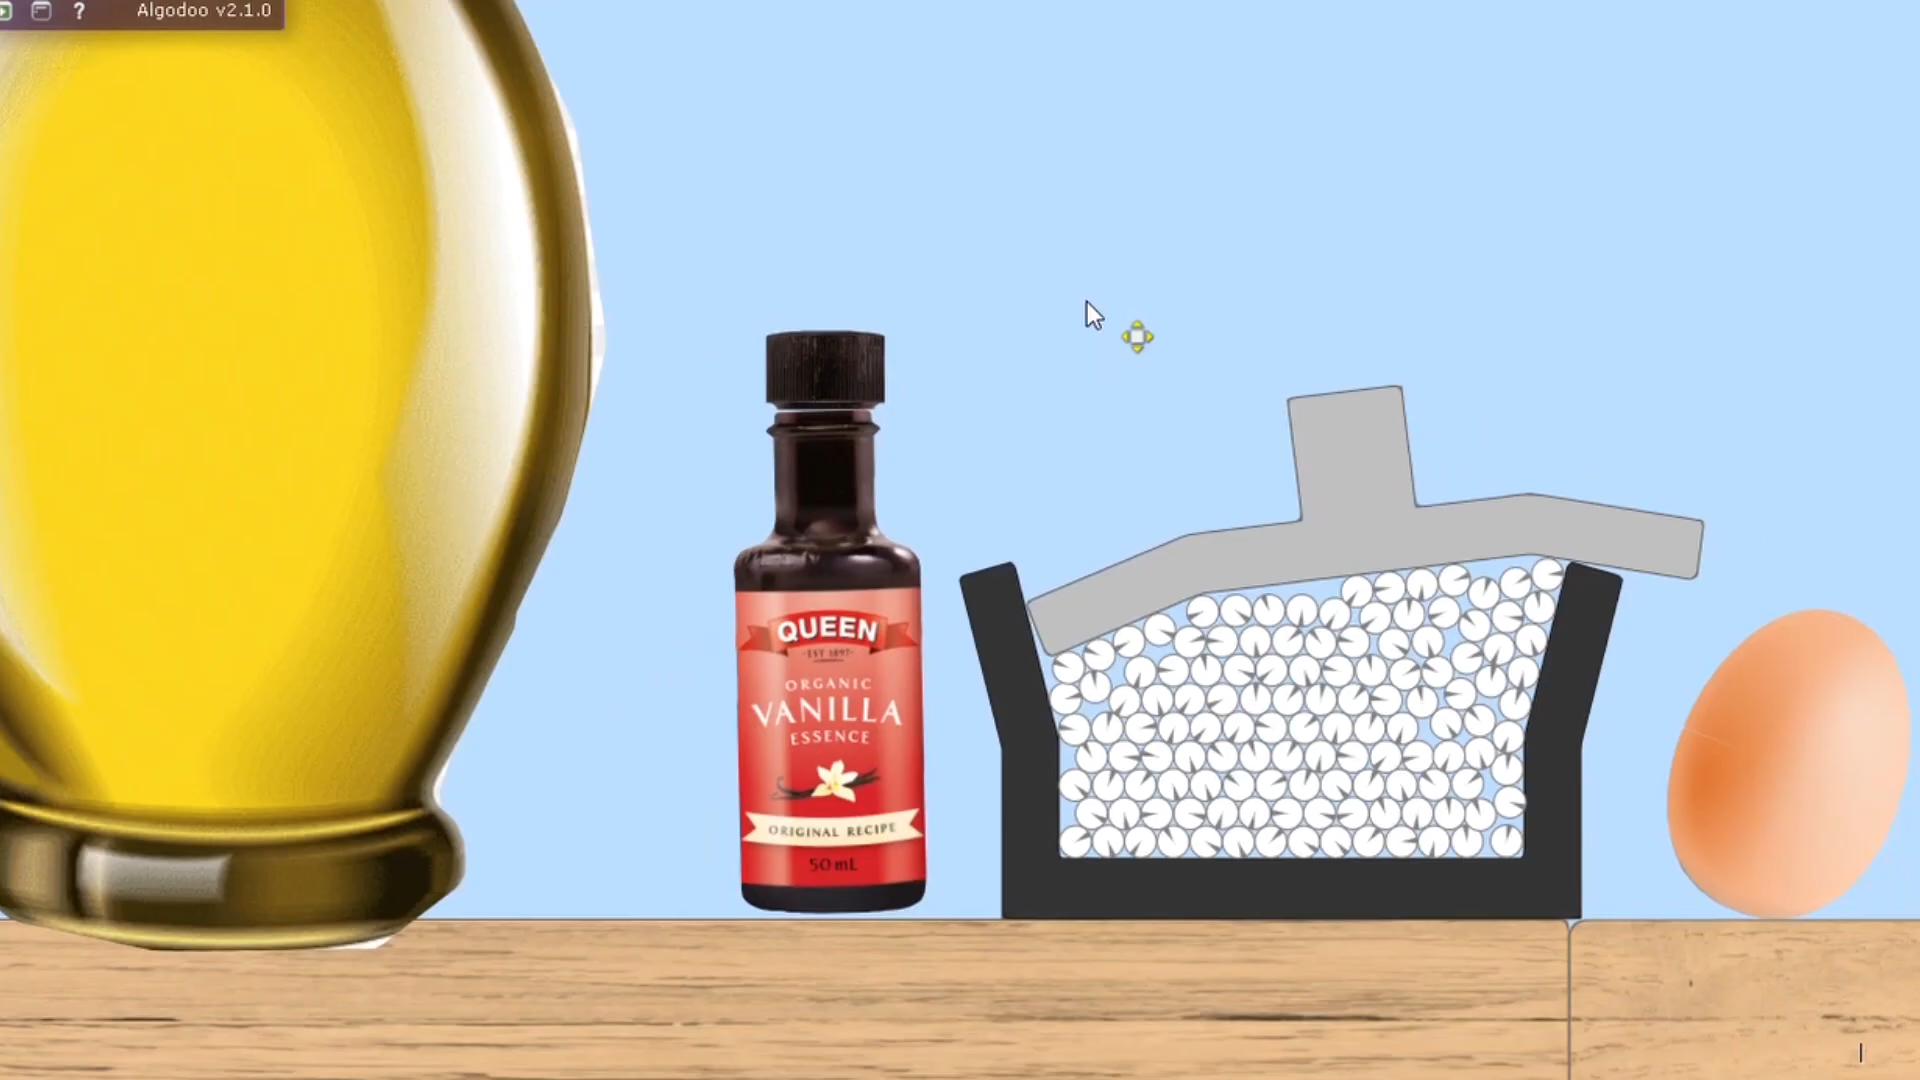 ? Algodoo v2.1.0
QUEEN
·EST 1897·
ORGANIC
VANILLA
ESSENCE
ORIGINAL RECIPE
50 mL